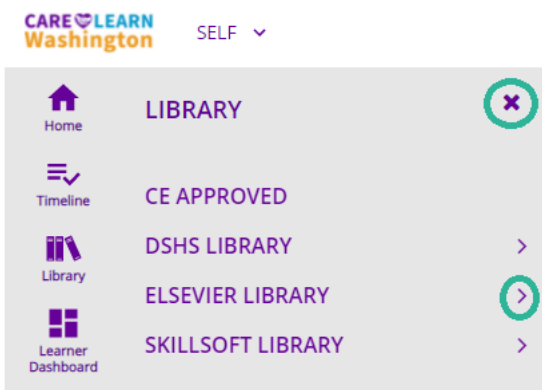 CARE LEARN
Washington
SELF
Home
LIBRARY
Timeline
CE APPROVED
Library
DSHS LIBRARY
ELSEVIER LIBRARY
Learner
Dashboard
SKILLSOFT LIBRARY